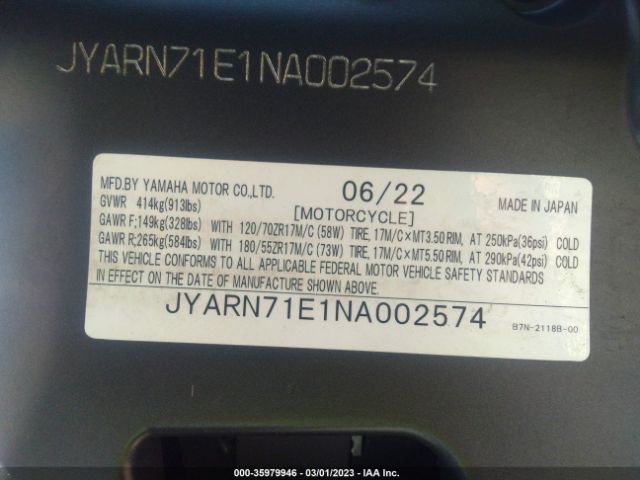 JYARN71E1NA002574
MFD.BY YAMAHA MOTOR CO.,LTD. 06/22 MADE IN JAPAN
GVWR 414kg(913lbs) [MOTORCYCLE]
GAWR F;149kg(328lbs) WITH 120/70ZR17M/C (58W) TIRE, 17M/C×MT3.50 RIM, AT 250kPa(36psi) COLD
GAWR R;265kg(584lbs) WITH 180/55ZR17M/C (73W) TIRE, 17M/C×MT5.50 RIM, AT 290kPa(42psi) COLD
THIS VEHICLE CONFORMS TO ALL APPLICABLE FEDERAL MOTOR VEHICLE SAFETY STANDARDS
IN EFFECT ON THE DATE OF MANUFACTURE SHOWN ABOVE.
JYARN71E1NA002574
B7N-2118B-00
000-35979946 - 03/01/2023 - IAA Inc.